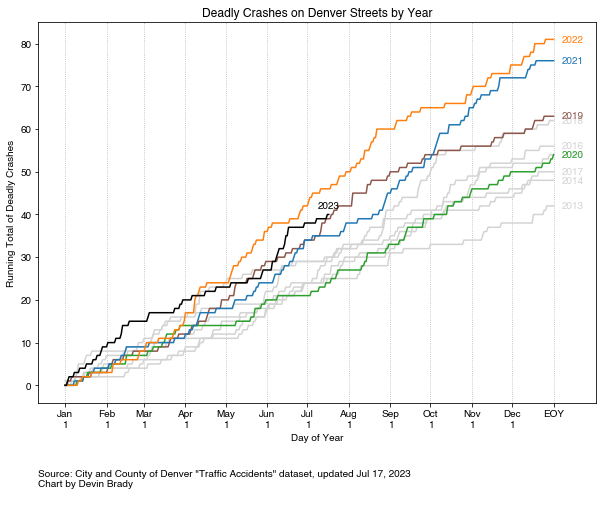 Deadly Crashes on Denver Streets by Year
Running Total of Deadly Crashes
80
70
60
50
40
30
20
10
0
2022
2021
2019
2016
2020
2017
2014
2013
2023
Jan 1
Feb 1
Mar 1
Apr 1
May 1
Jun 1
Jul 1
Aug 1
Sep 1
Oct 1
Nov 1
Dec 1
EOY
Day of Year
Source: City and County of Denver "Traffic Accidents" dataset, updated Jul 17, 2023
Chart by Devin Brady